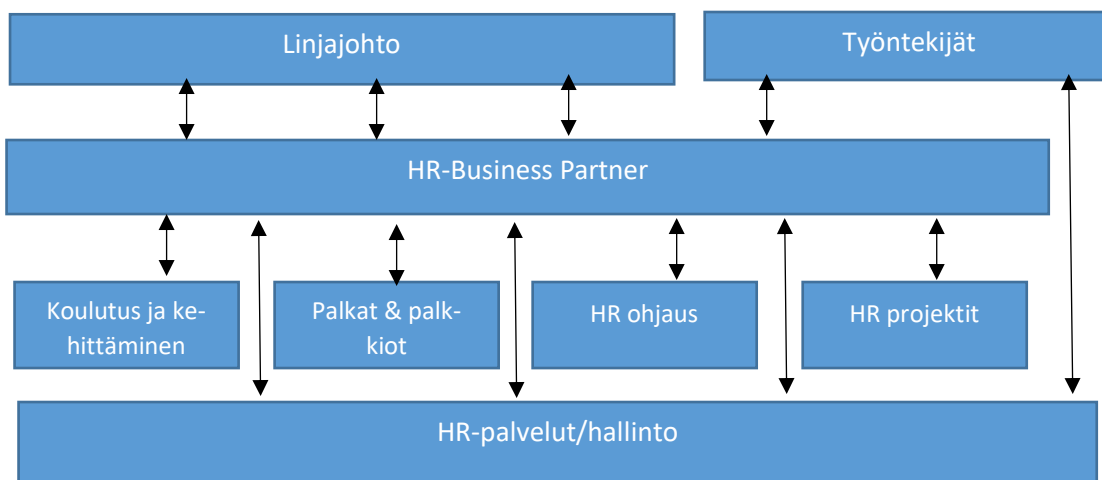 Linjajohto
Työntekijät
HR-Business Partner
Koulutus ja ke-
hittäminen
Palkat & palk-
kiot
HR ohjaus
HR projektit
HR-palvelut/hallinto